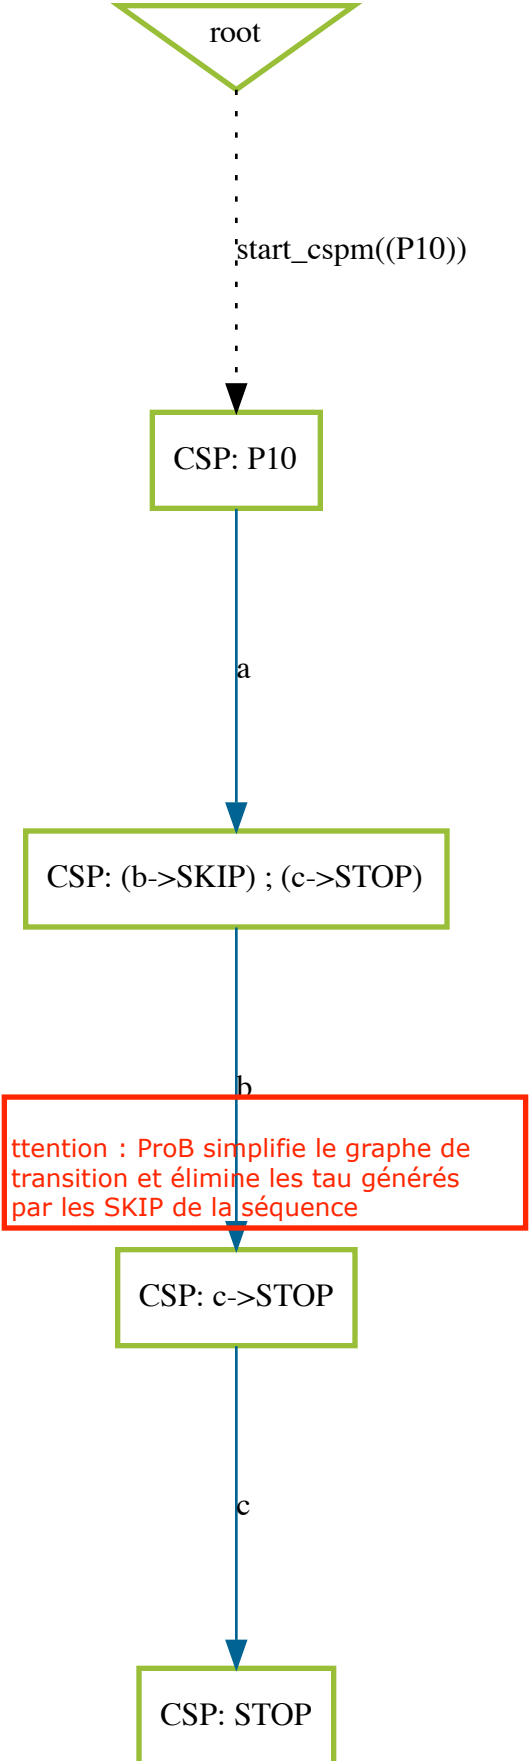 root
start_cspm((P10))
CSP: P10
a
CSP: (b->SKIP) ; (c->STOP)
b
ttention : ProB simplifie le graphe de
transition et élimine les tau générés
par les SKIP de la séquence
CSP: c->STOP
c
CSP: STOP